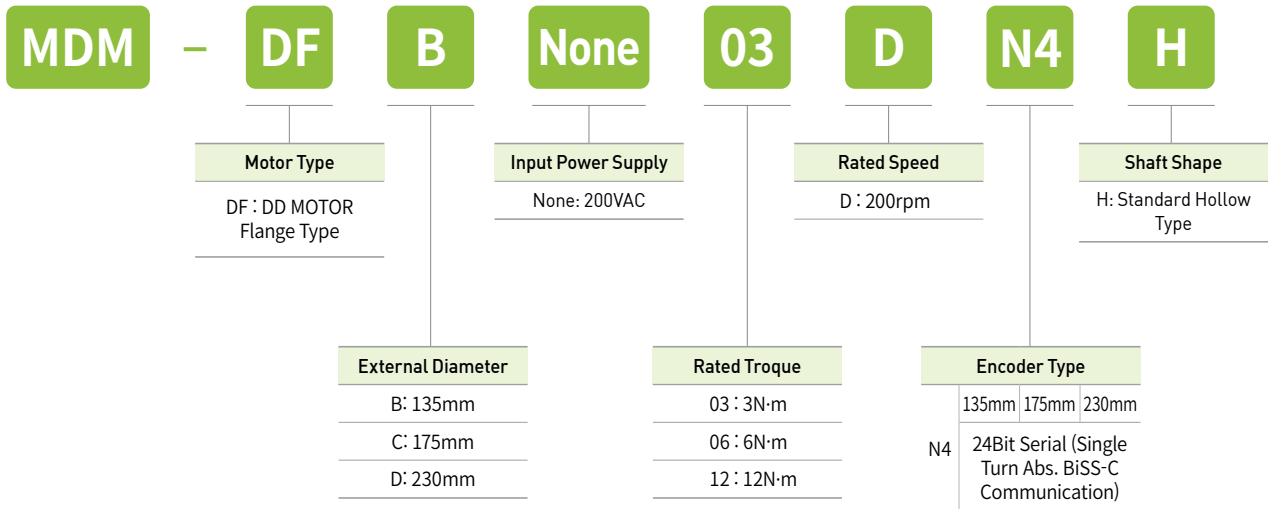 MDM – DF B None 03 D N4 H
Motor Type
DF : DD MOTOR
Flange Type
Input Power Supply
None: 200VAC
Rated Speed
D : 200rpm
Shaft Shape
H: Standard Hollow
Type
External Diameter
B: 135mm
C: 175mm
D: 230mm
Rated Troque
03 : 3N·m
06 : 6N·m
12 : 12N·m
Encoder Type
135mm 175mm 230mm
N4
24Bit Serial (Single
Turn Abs. BiSS-C
Communication)